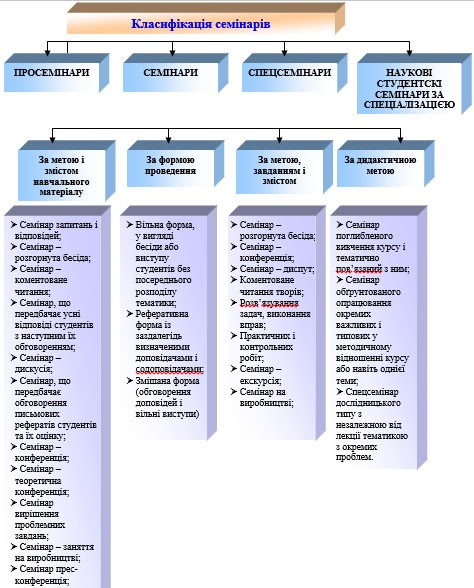 Класифікація семінарів
ПРОСЕМІНАРИ
СЕМІНАРИ
СПЕЦСЕМІНАРИ
НАУКОВІ
СТУДЕНТСКІ
СЕМІНАРИ ЗА
СПЕЦІАЛІЗАЦІЄЮ
За метою і
змістом
навчального
матеріалу
За формою
проведення
За метою,
завданням і
змістом
За дидактичною
метою
➢ Семінар запитань і
відповідей;
➢ Семінар –
розгорнута бесіда;
➢ Семінар –
коментоване
читання;
➢ Семінар, що
передбачає усні
відповіді студентів
з наступним їх
обговоренням;
➢ Семінар –
дискусія;
➢ Семінар, що
передбачає
обговорення
письмових
рефератів студентів
та їх оцінку;
➢ Семінар –
конференція;
➢ Семінар –
теоретична
конференція;
➢ Семінар
вирішення
проблемних
завдань;
➢ Семінар – заняття
на виробництві;
➢ Семінар прес-
конференція;
➢ Вільна форма,
у вигляді
бесіди або
виступу
студентів без
посереднього
розподілу
тематики;
➢ Реферативна
форма із
заздалегідь
визначеними
доповідачами і
содоповідачами;
➢ Змішана форма
(обговорення
доповідей і
вільні виступи)
➢ Семінар –
розгорнута бесіда;
➢ Семінар –
конференція;
➢ Семінар – диспут;
➢ Коментоване
читання творів;
➢ Розв’язування
задач, виконання
вправ;
➢ Практичних і
контрольних
робіт;
➢ Семінар –
екскурсія;
➢ Семінар на
виробництві;
➢ Семінар
поглибленого
вивчення курсу і
тематично
пов’язаний з ним;
➢ Семінар
обґрунтованого
опрацювання
окремих
важливих і
типових у
методичному
відношенні курсу
або навіть однієї
теми;
➢ Спецсемінар
дослідницького
типу з
незалежною від
лекції тематикою
з окремих
проблем.